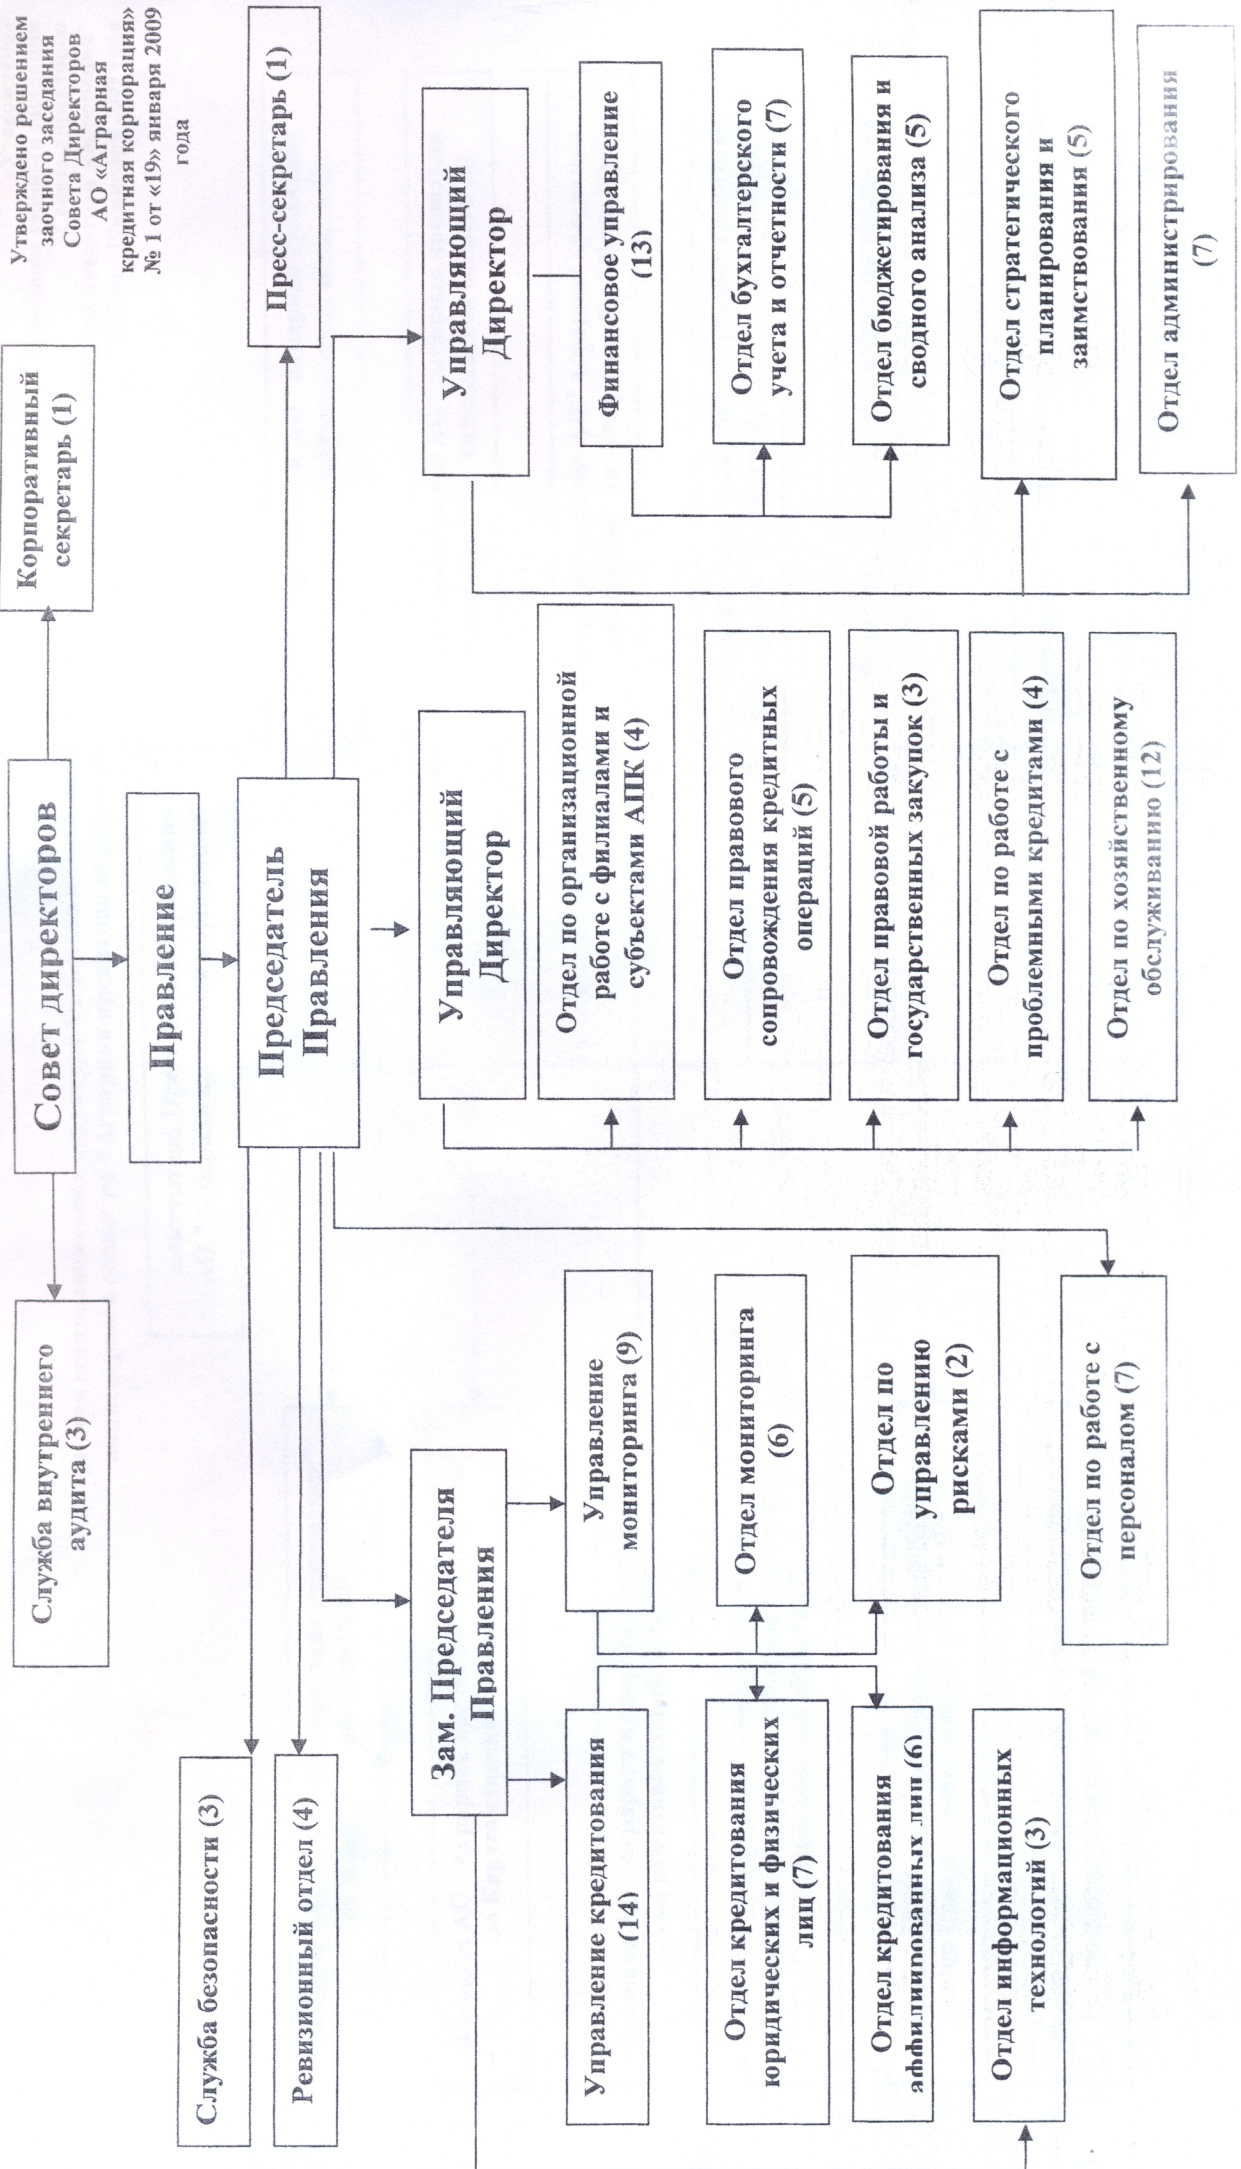 Утверждено решением
заочного заседания
Совета Директоров
АО «Аграрная
кредитная корпорация»
№ 1 от «19» января 2009
года
Корпоративный
секретарь (1)
Совет директоров
Служба внутреннего
аудита (3)
Правление
Председатель
Правления
Пресс-секретарь (1)
Служба безопасности (3)
Ревизионный отдел (4)
Зам. Председателя
Правления
Управляющий
Директор
Управляющий
Директор
Управление кредитования
(14)
Управление
мониторинга (9)
Отдел по организационной
работе с филиалами и
субъектами АПК (4)
Финансовое управление
(13)
Отдел кредитования
юридических и физических
лиц (7)
Отдел мониторинга
(6)
Отдел правового
сопровождения кредитных
операций (5)
Отдел бухгалтерского
учета и отчетности (7)
Отдел кредитования
аффилированных лиц (6)
Отдел по
управлению
рисками (2)
Отдел правовой работы и
государственных закупок (3)
Отдел бюджетирования и
сводного анализа (5)
Отдел информационных
технологий (3)
Отдел по работе с
проблемными кредитами (4)
Отдел стратегического
планирования и
заимствования (5)
Отдел по работе с
персоналом (7)
Отдел по хозяйственному
обслуживанию (12)
Отдел администрирования
(7)